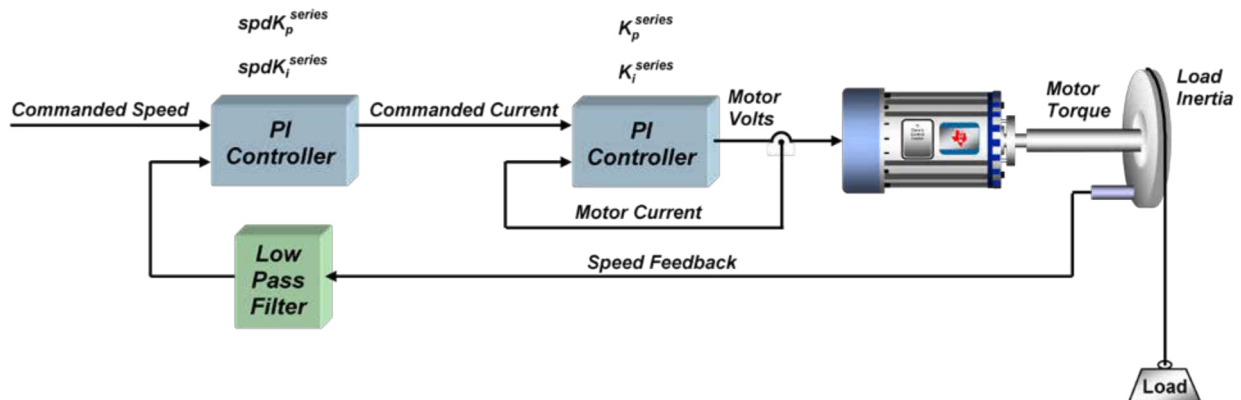 spdKpseries
Kpseries
spdKiseries
Kiseries
Commanded Speed
PI
Controller
Commanded Current
PI
Controller
Motor
Volts
Motor
Torque
Load
Inertia
Motor Current
Low
Pass
Filter
Speed Feedback
Load